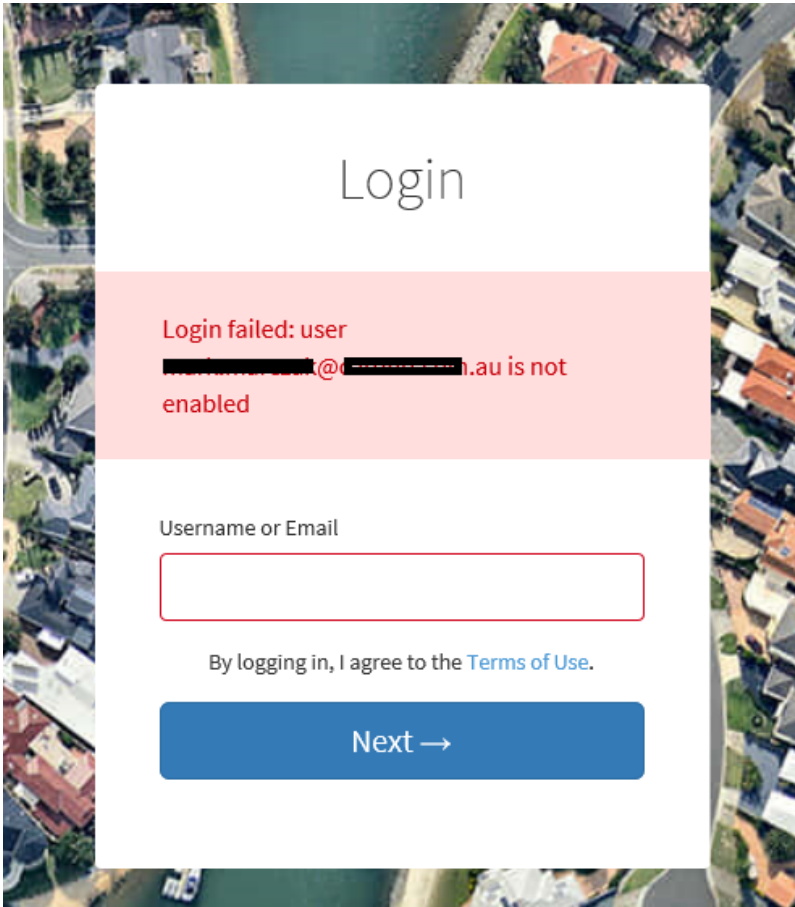 Login
Login failed: user
@ .au is not
enabled
Username or Email
By logging in, I agree to the Terms of Use.
Next →